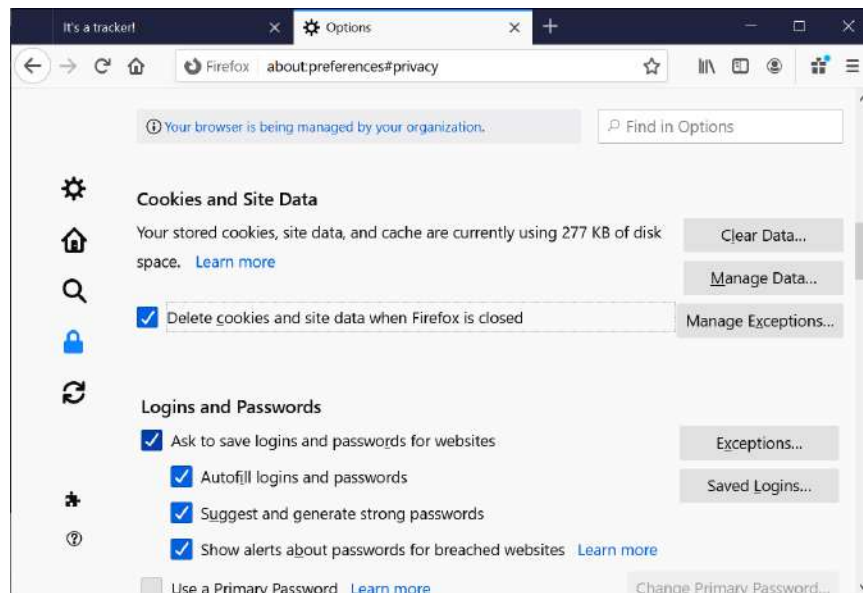 It's a tracker!
Options
Firefox about:preferences#privacy
Your browser is being managed by your organization.
Find in Options
Cookies and Site Data
Your stored cookies, site data, and cache are currently using 277 KB of disk
space. Learn more
Clear Data...
Manage Data...
Delete cookies and site data when Firefox is closed
Manage Exceptions...
Logins and Passwords
Ask to save logins and passwords for websites
Exceptions...
Autofill logins and passwords
Saved Logins...
Suggest and generate strong passwords
Show alerts about passwords for breached websites Learn more
Use a Primary Password Learn more
Change Primary Password...